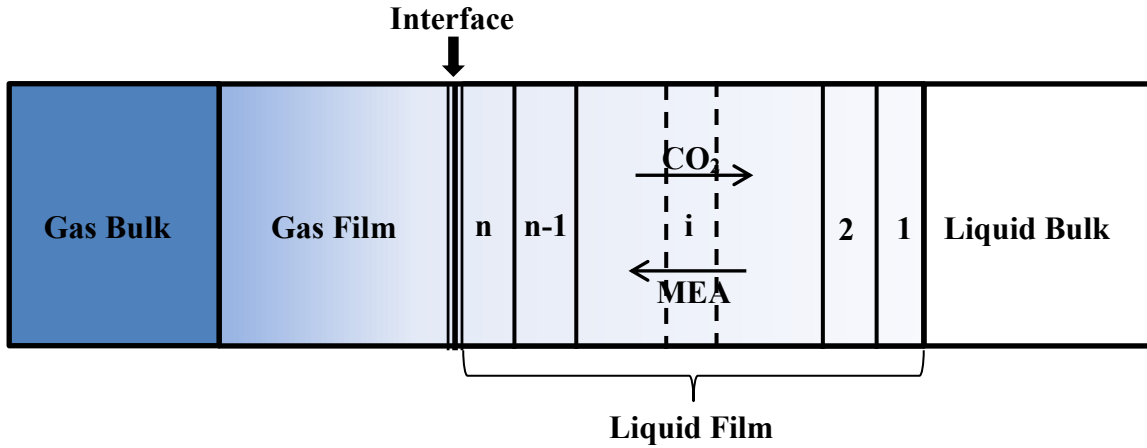 Interface
Gas Bulk
Gas Film
n
n-1
CO₂
i
MEA
2
1
Liquid Bulk
Liquid Film